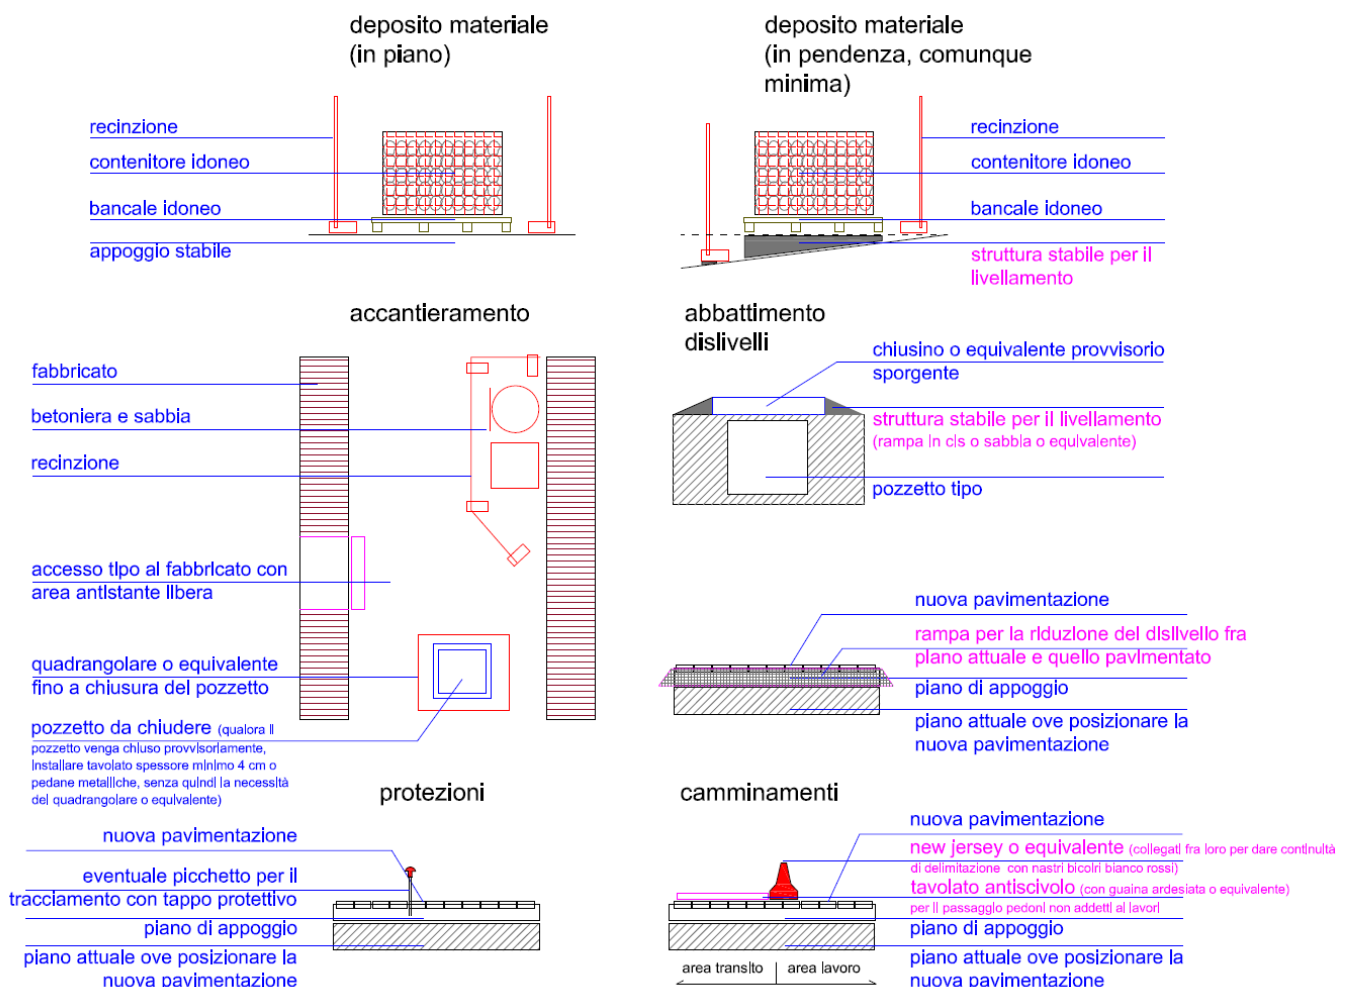 deposito materiale
(in piano)
recinzione
contenitore idoneo
bancale idoneo
appoggio stabile
deposito materiale
(in pendenza, comunque
minima)
recinzione
contenitore idoneo
bancale idoneo
struttura stabile per il
livellamento
accantieramento
fabbricato
betoniera e sabbia
recinzione
accesso tipo al fabbricato con
area antistante libera
quadrangolare o equivalente
fino a chiusura del pozzetto
pozzetto da chiudere (qualora il
pozzetto venga chiuso provvisoriamente,
installare tavolato spessore minimo 4 cm o
pedane metalliche, senza quindi la necessità
del quadrangolare o equivalente)
abbattimento
dislivelli
chiusino o equivalente provvisorio
sporgente
struttura stabile per il livellamento
(rampa in cls o sabbia o equivalente)
pozzetto tipo
nuova pavimentazione
rampa per la riduzione del dislivello fra
piano attuale e quello pavimentato
piano di appoggio
piano attuale ove posizionare la
nuova pavimentazione
protezioni
nuova pavimentazione
eventuale picchetto per il
tracciamento con tappo protettivo
piano di appoggio
piano attuale ove posizionare la
nuova pavimentazione
camminamenti
nuova pavimentazione
new jersey o equivalente (collegati fra loro per dare continuità
di delimitazione con nastri bicolri bianco rossi)
tavolato antiscivolo (con guaina ardesiata o equivalente)
per il passaggio pedoni non addetti ai lavori
piano di appoggio
piano attuale ove posizionare la
nuova pavimentazione
area transito
area lavoro